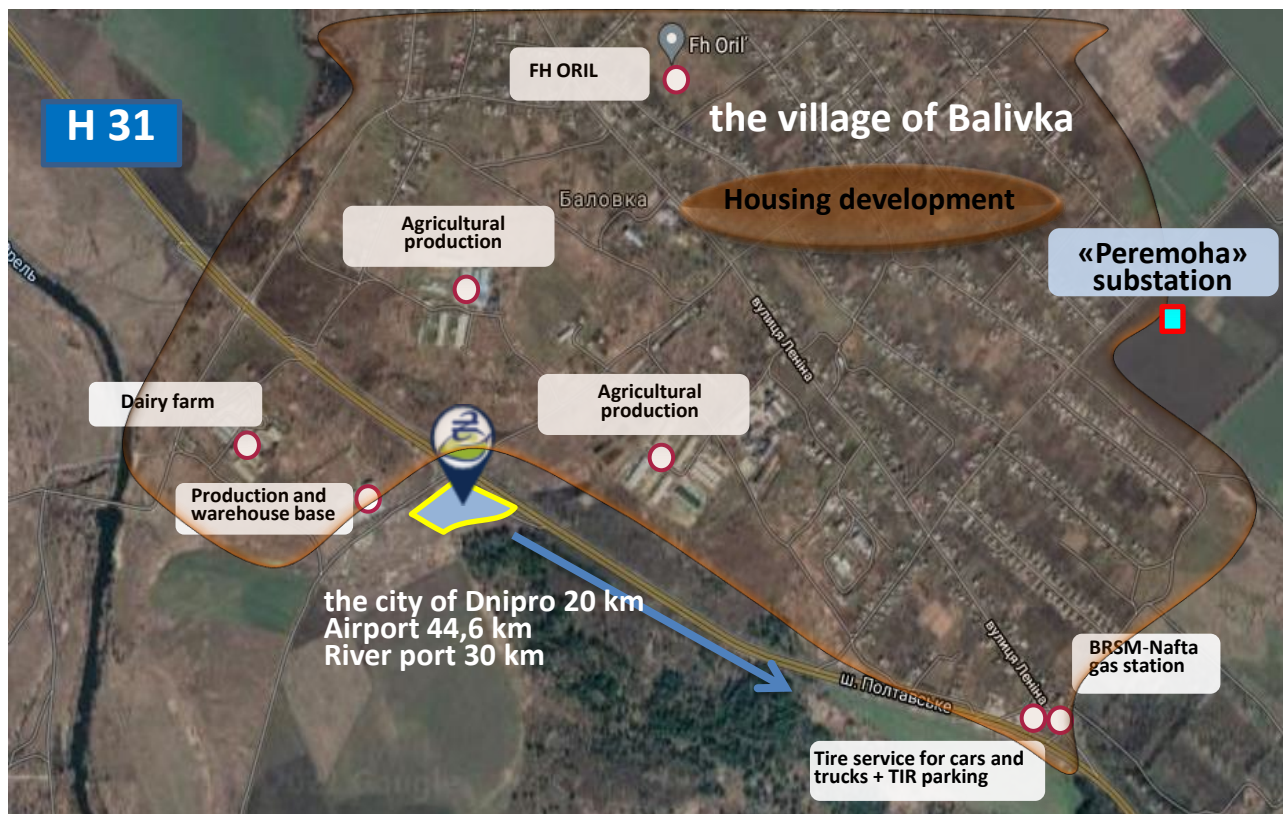 Fh Oril'
FH ORIL
H 31
the village of Balivka
Housing development
Баловка
Agricultural
production
«Peremoha»
substation
вулиця Леніна
Agricultural
production
Dairy farm
Production and
warehouse base
the city of Dnipro 20 km
Airport 44,6 km
River port 30 km
вулиця Леніна
BRSM-Nafta
gas station
ш. Полтавське
Tire service for cars and
trucks + TIR parking